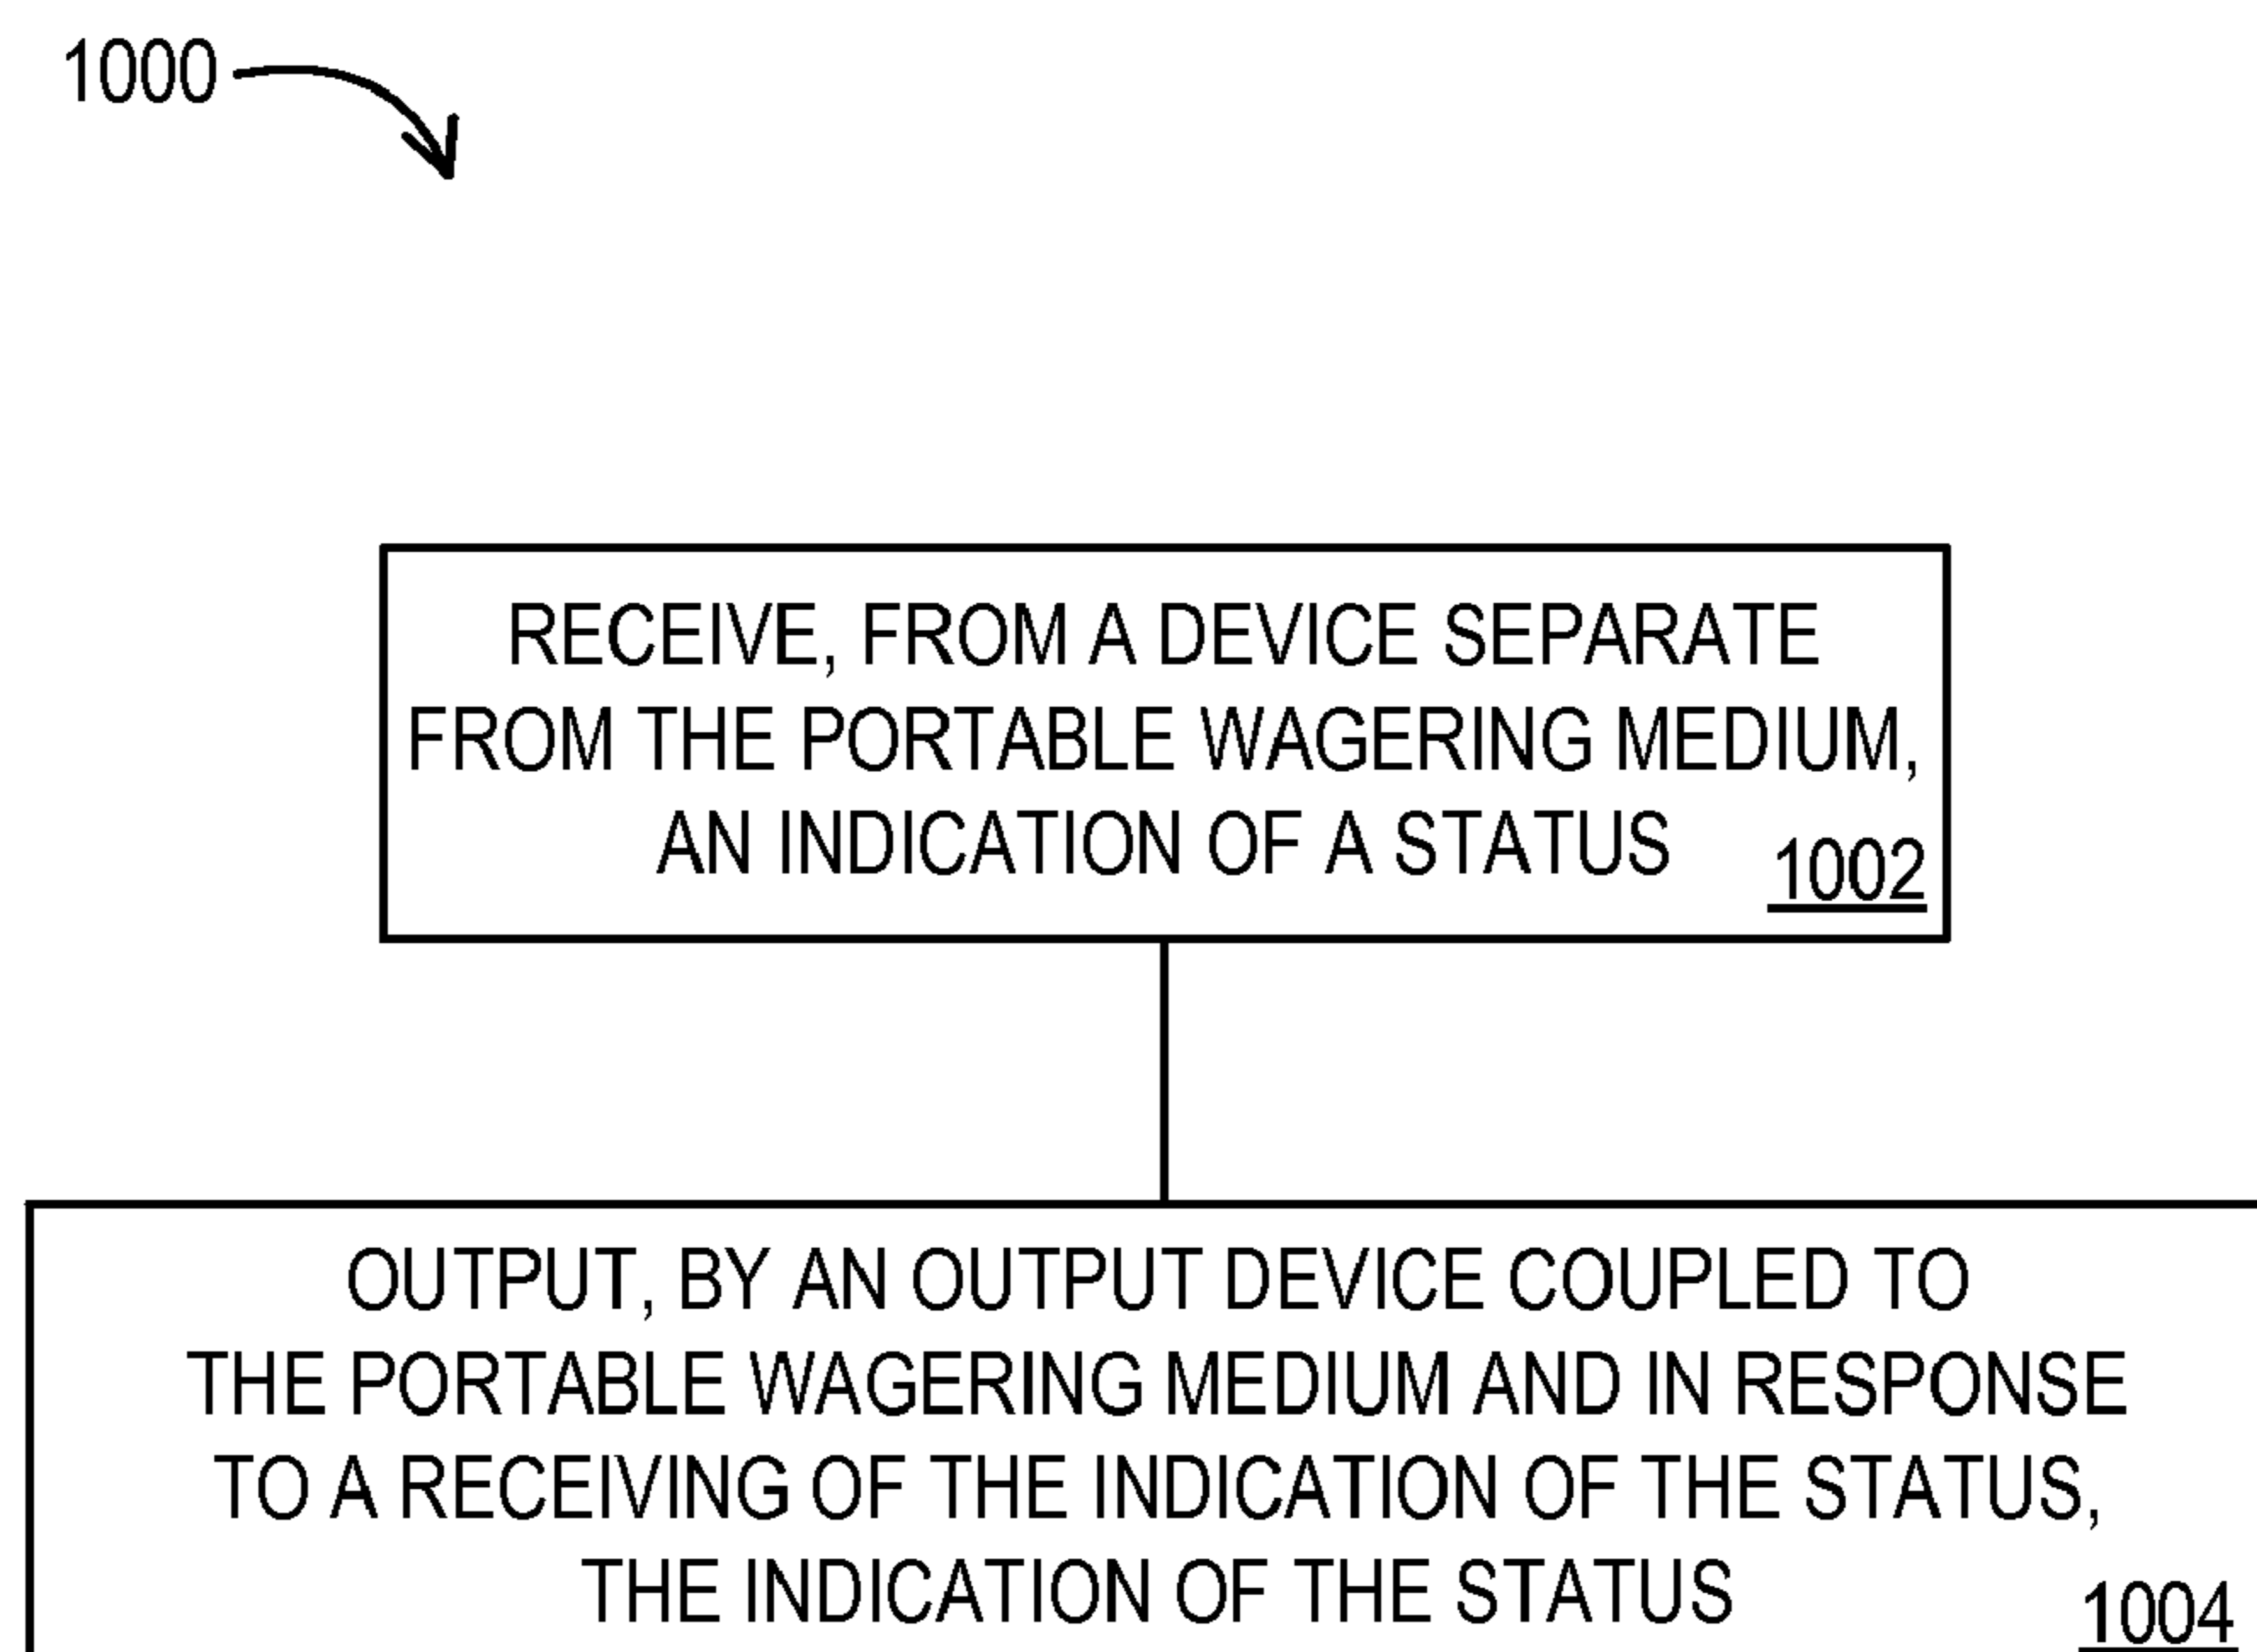 1000
RECEIVE, FROM A DEVICE SEPARATE
FROM THE PORTABLE WAGERING MEDIUM,
AN INDICATION OF A STATUS
1002
OUTPUT, BY AN OUTPUT DEVICE COUPLED TO
THE PORTABLE WAGERING MEDIUM AND IN RESPONSE
TO A RECEIVING OF THE INDICATION OF THE STATUS,
THE INDICATION OF THE STATUS
1004